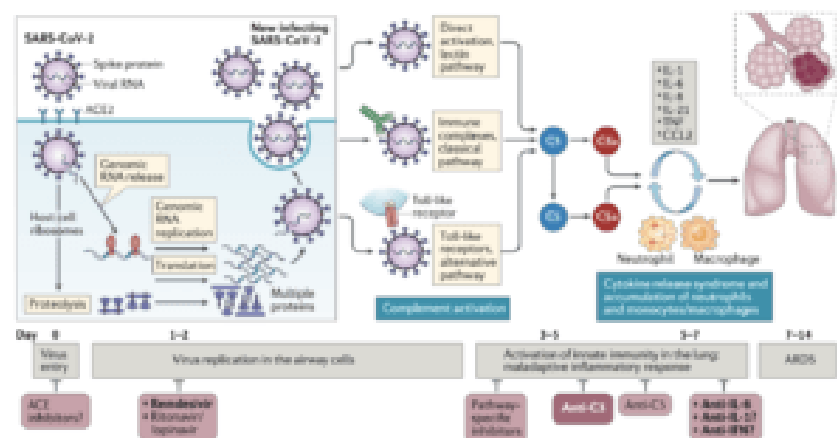 SARS-CoV-2
Now-infecting
SARS-CoV-2
Spike protein
Viral RNA
ACE2
Genomic
RNA release
Host cell
ribosomes
Genomic
RNA
replication
Translation
Proteolysis
Multiple
proteins
Direct
activation,
lectin
pathway
Immune
complexes,
classical
pathway
Toll-like
receptor
Toll-like
receptors,
alternative
pathway
Complement activation
C3
C3a
C5a
• IL-1
• IL-6
• IL-8
• TNF
• CCL2
Neutrophil
Macrophage
Cytokine release syndrome and
accumulation of neutrophils
and monocytes/macrophages
Day
0
1–2
3–5
5–7
7–14
Virus
entry
Virus replication in the airway cells
Activation of innate immunity in the lung:
maladaptive inflammatory
response
ARDS
ACE
inhibitors?
• Remdesivir
• Ritonavir/
lopinavir
Pathway-
specific
inhibitors
Anti-C3
Anti-C5
• Anti-IL-6
• Anti-IL-1?
• Anti-IFN?